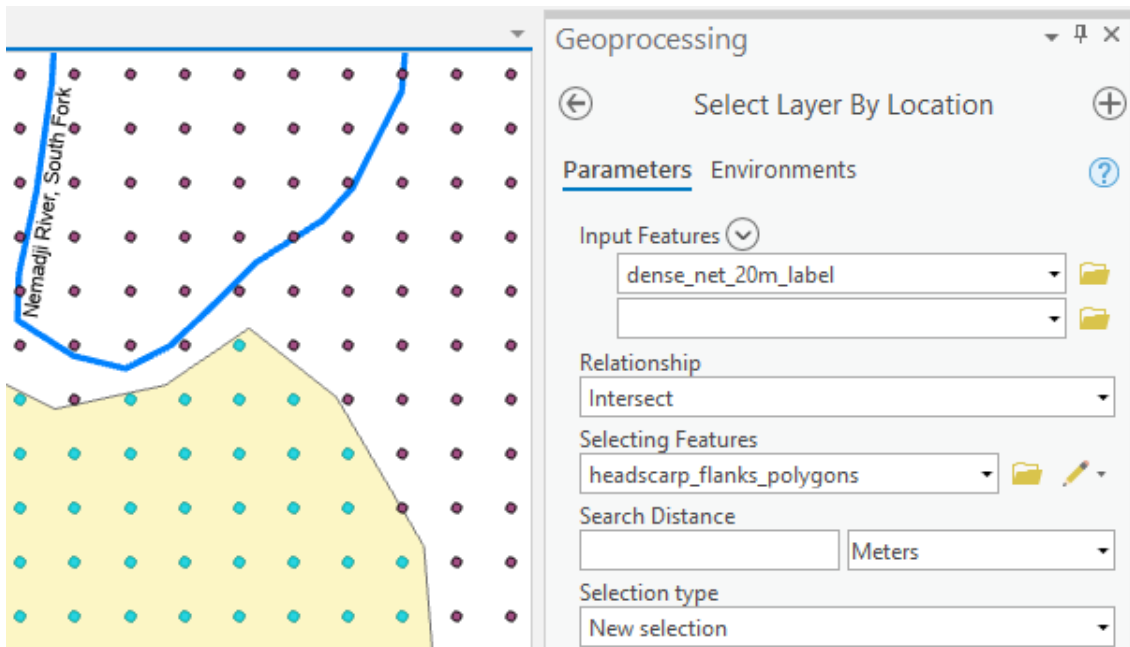 Nemadji River, South Fork
Geoprocessing
Select Layer By Location
Parameters Environments
?
Input Features
dense_net_20m_label
Relationship
Intersect
Selecting Features
headscarp_flanks_polygons
Search Distance
Meters
Selection type
New selection